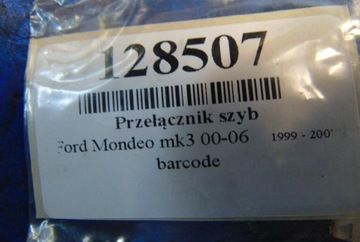 128507
Przełącznik szyb
Ford Mondeo mk3 00-06 1999 - 200
barcode